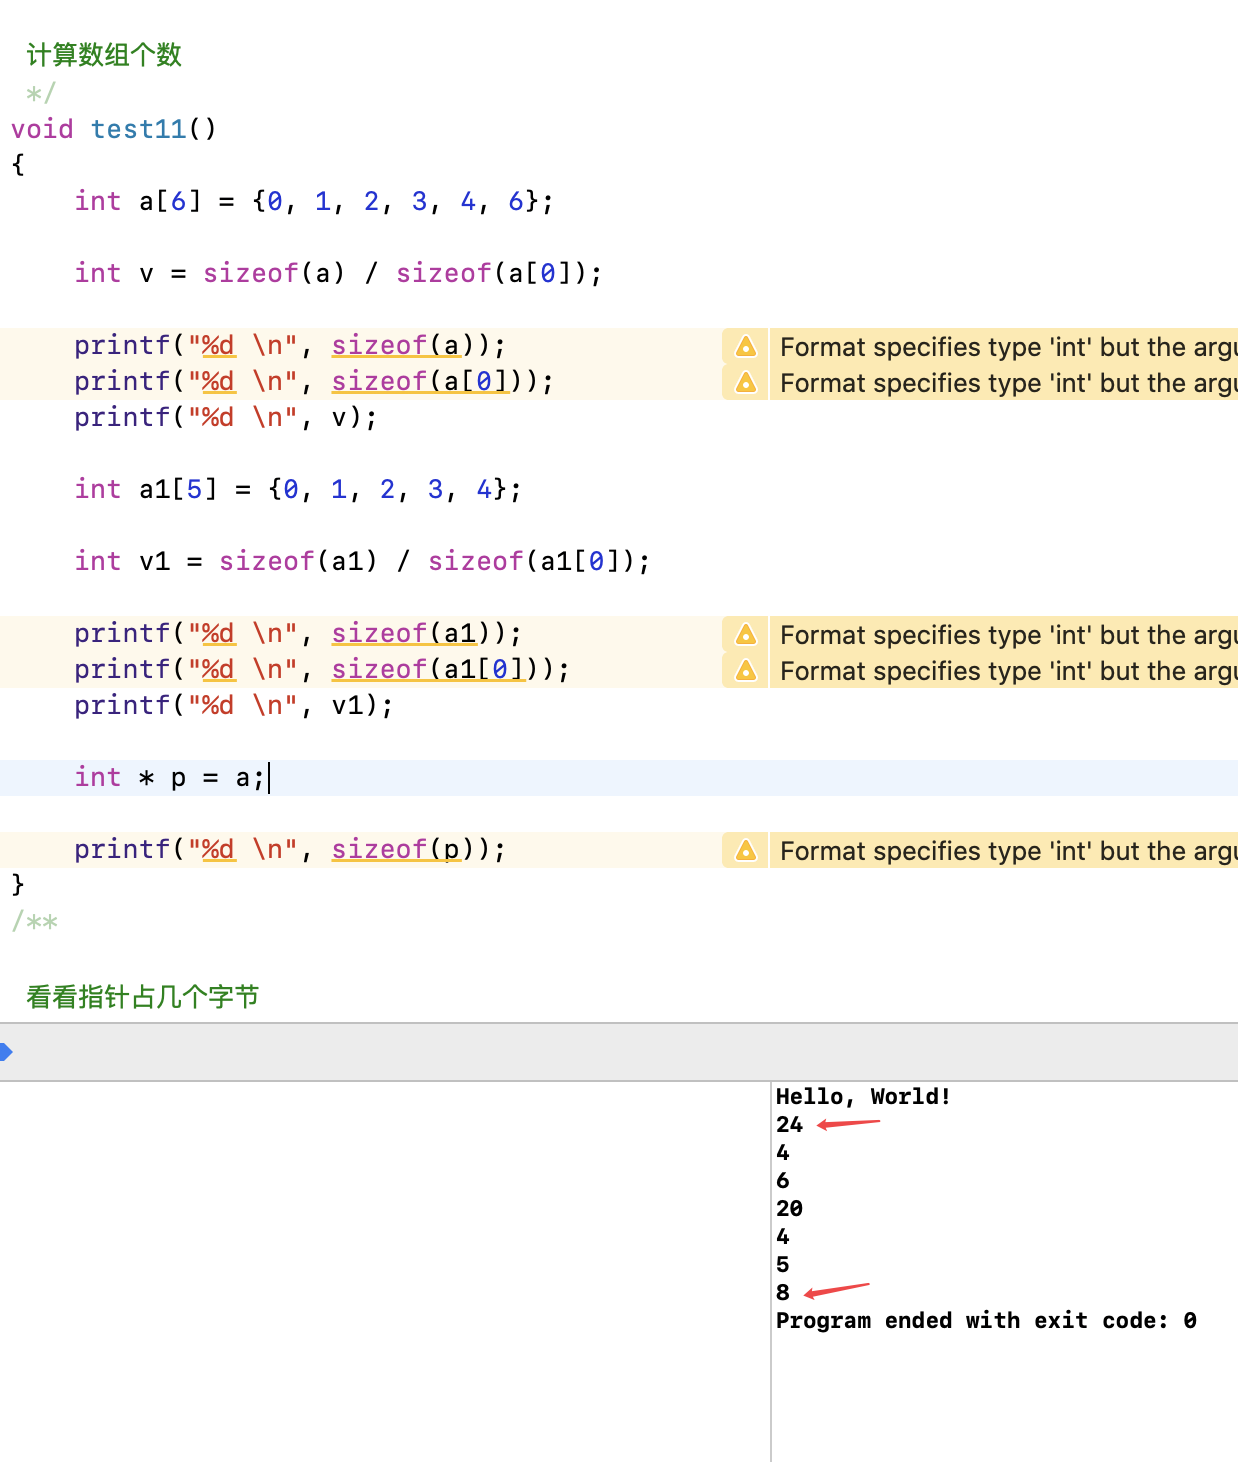 计算数组个数
*/
void test11()
{
int a[6] = {0, 1, 2, 3, 4, 6};
int v = sizeof(a) / sizeof(a[0]);
printf("%d \n", sizeof(a)); Format specifies type 'int' but the argu
printf("%d \n", sizeof(a[0])); Format specifies type 'int' but the argu
printf("%d \n", v);
int a1[5] = {0, 1, 2, 3, 4};
int v1 = sizeof(a1) / sizeof(a1[0]);
printf("%d \n", sizeof(a1)); Format specifies type 'int' but the argu
printf("%d \n", sizeof(a1[0])); Format specifies type 'int' but the argu
printf("%d \n", v1);
int * p = a;
printf("%d \n", sizeof(p)); Format specifies type 'int' but the argu
}
/**
看看指针占几个字节
Hello, World!
24
4
6
20
4
5
8
Program ended with exit code: 0